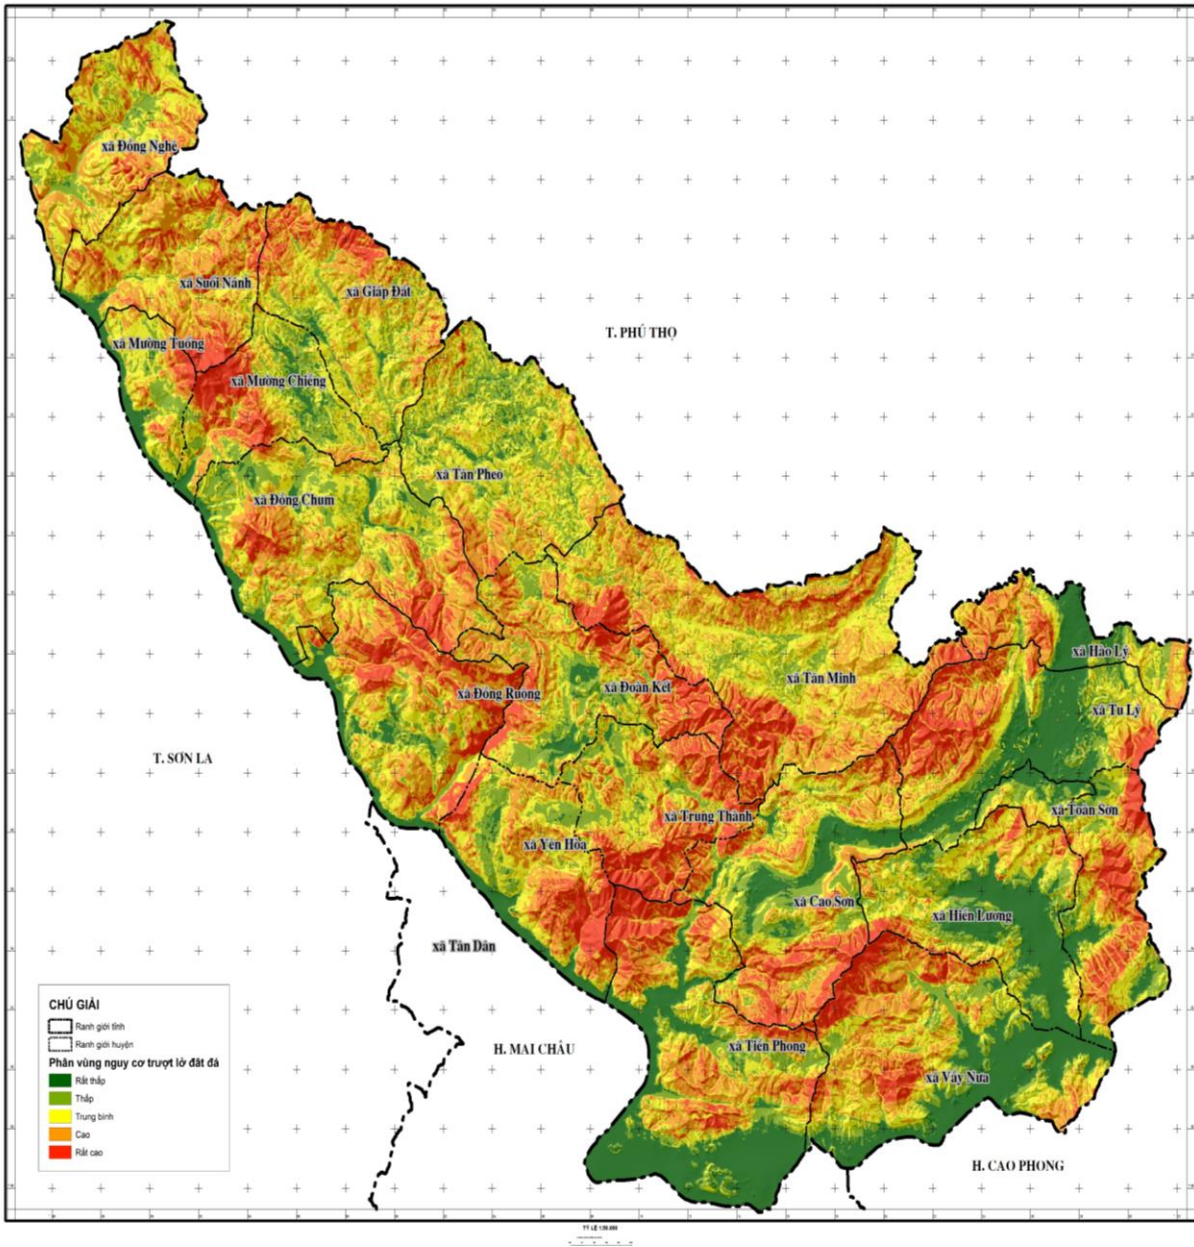 xã Đồng Nghê
xã Suối Nánh
xã Giáp Đắt
T. PHÚ THỌ
xã Mường Tuổng
xã Mường Chiềng
xã Tân Pheo
xã Đồng Chum
xã Hào Lý
xã Tân Minh
xã Đồng Ruộng
xã Đoàn Kết
xã Tu Lý
T. SƠN LA
xã Toàn Sơn
xã Trung Thành
xã Yên Hòa
xã Cao Sơn
xã Hiền Lương
xã Tân Dân
CHÚ GIẢI
Ranh giới tỉnh
Ranh giới huyện
Phân vùng nguy cơ trượt lở đất đá
Rất thấp
Thấp
Trung bình
Cao
Rất cao
H. MAI CHÂU
xã Tiền Phong
xã Vầy Nưa
H. CAO PHONG